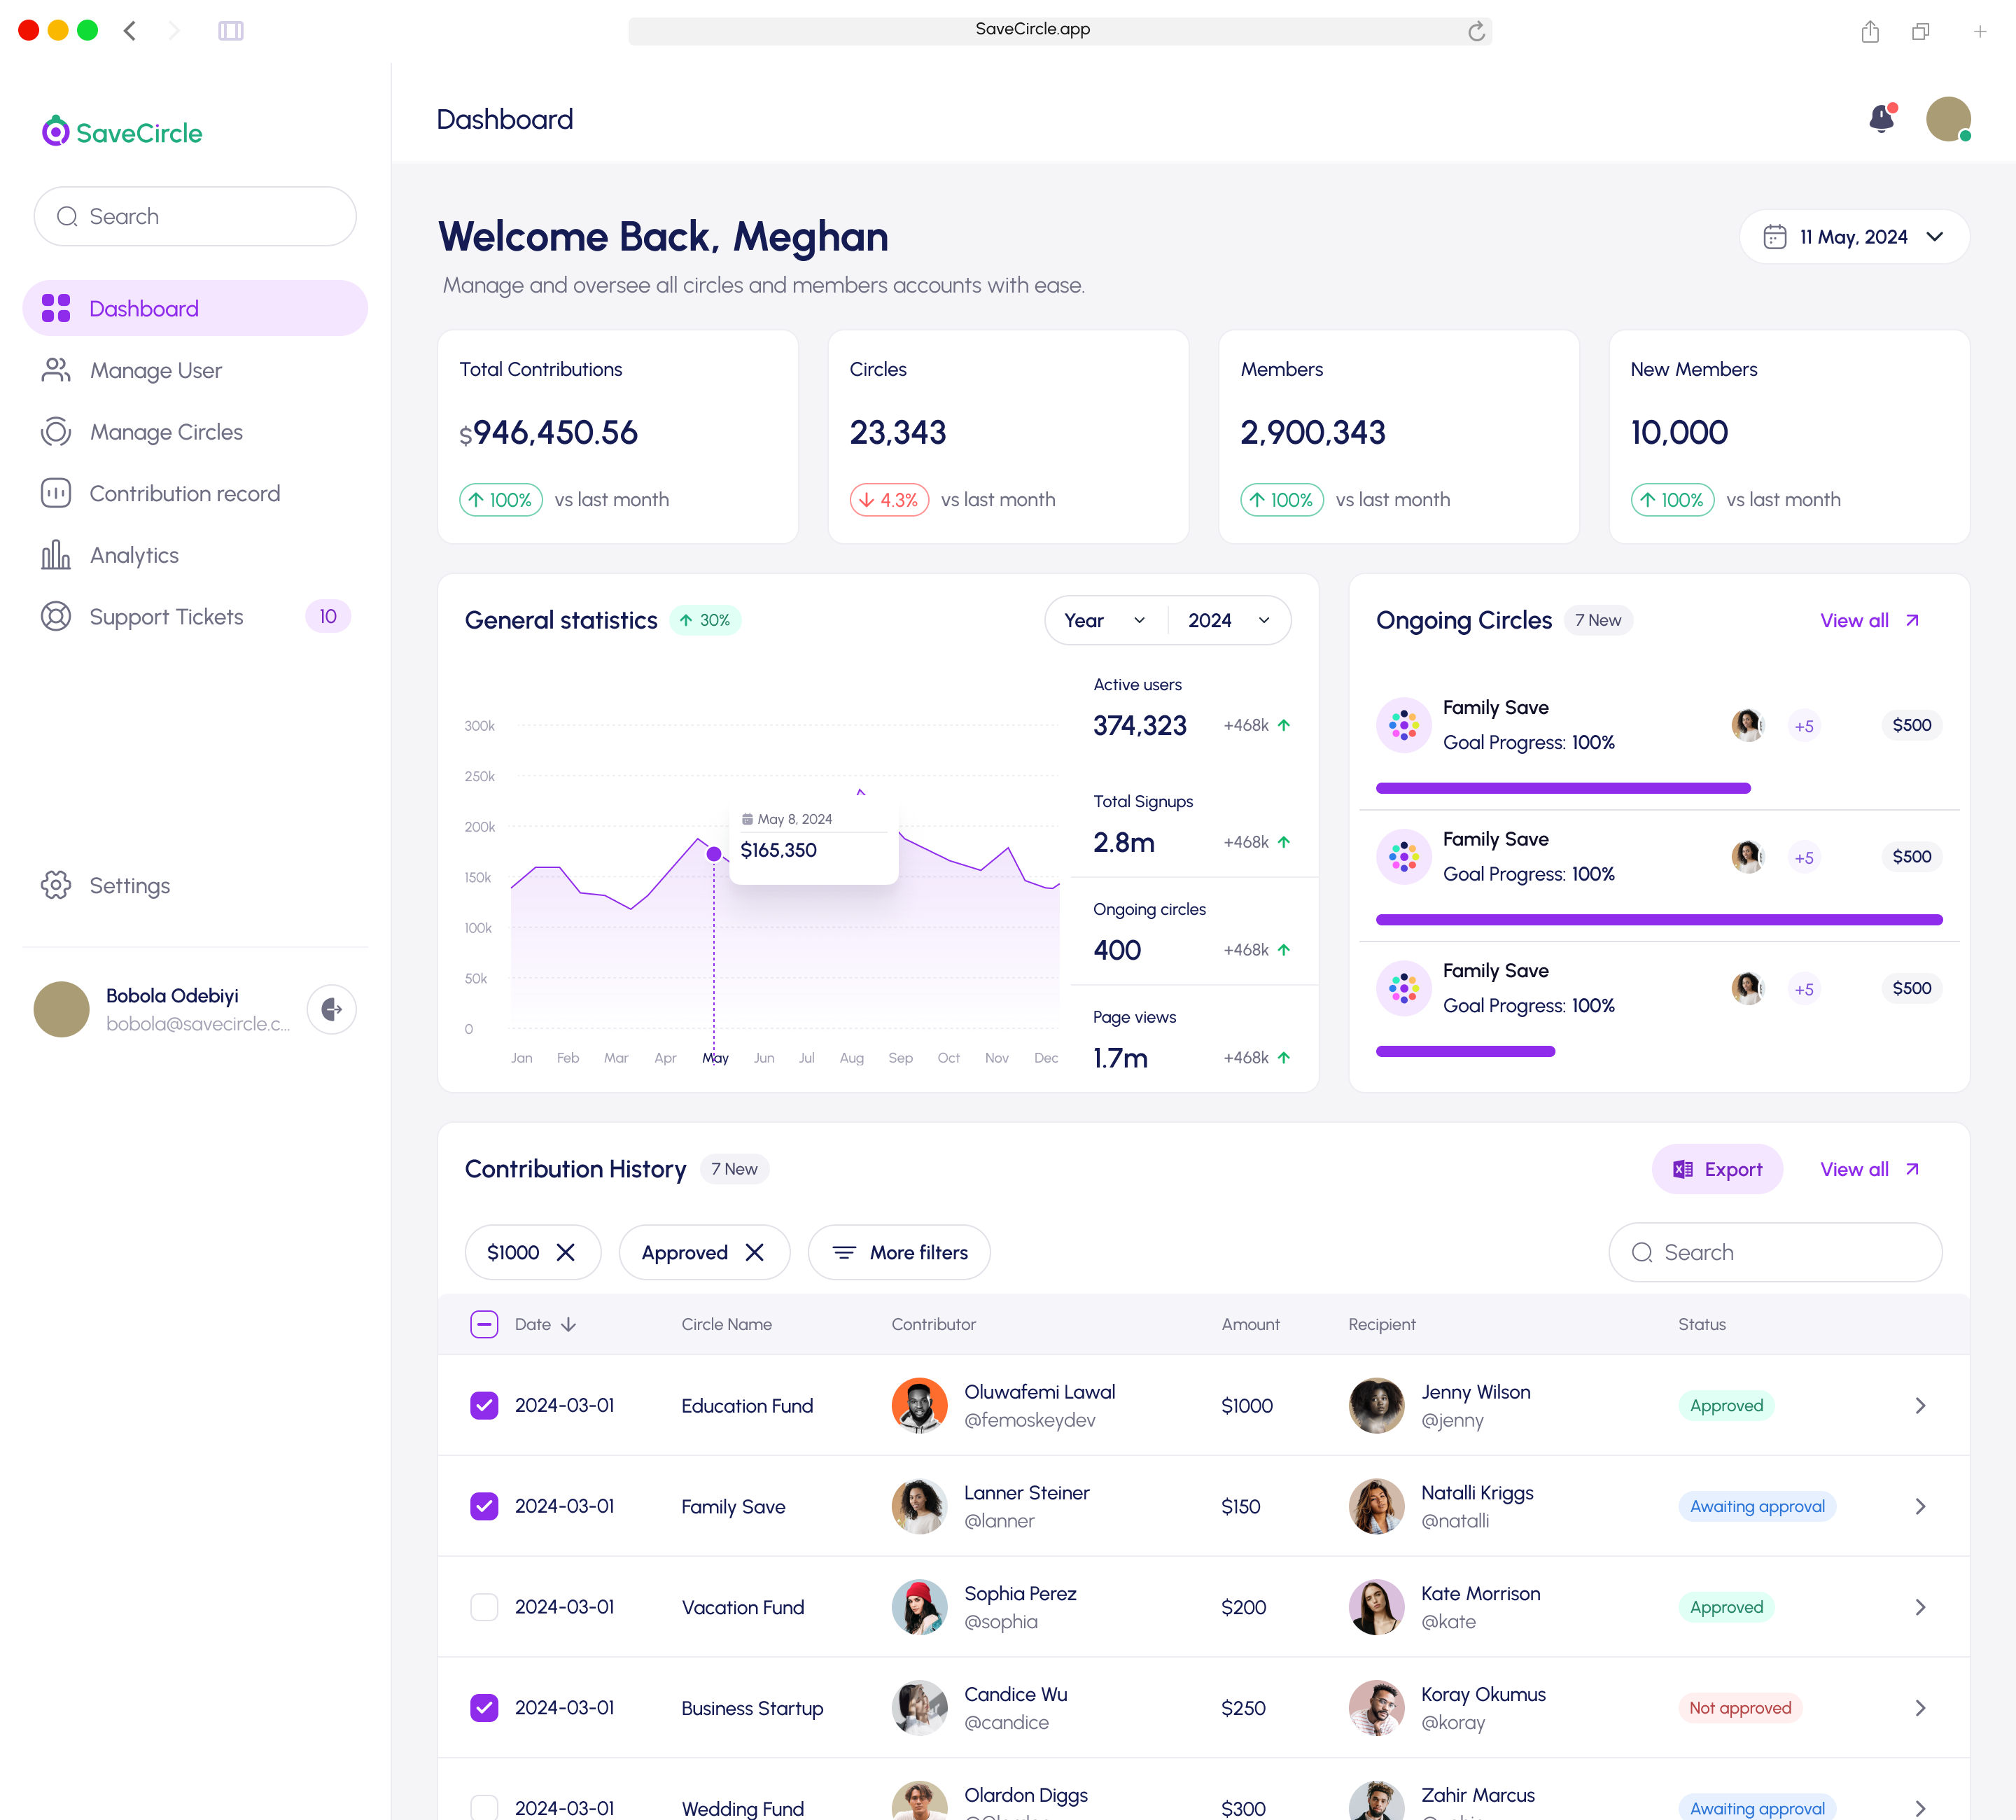 SaveCircle.app
SaveCircle
Search
Dashboard
Manage User
Manage Circles
Contribution record
Analytics
Support Tickets 10
Settings
Bobola Odebiyi
bobola@savecircle.c...
Dashboard
Welcome Back, Meghan
11 May, 2024
Manage and oversee all circles and members accounts with ease.
Total Contributions
$946,450.56
100% vs last month
Circles
23,343
4.3% vs last month
Members
2,900,343
100% vs last month
New Members
10,000
100% vs last month
General statistics 30% Year 2024
300k
250k
200k
150k
100k
50k
0
May 8, 2024
$165,350
Jan Feb Mar Apr May Jun Jul Aug Sep Oct Nov Dec
Active users
374,323 +468k
Total Signups
2.8m +468k
Ongoing circles
400 +468k
Page views
1.7m +468k
Ongoing Circles 7 New View all
Family Save
Goal Progress: 100%
+5 $500
Family Save
Goal Progress: 100%
+5 $500
Family Save
Goal Progress: 100%
+5 $500
Contribution History 7 New Export View all
$1000 Approved More filters Search
Date Circle Name Contributor Amount Recipient Status
2024-03-01 Education Fund Oluwafemi Lawal $1000 Jenny Wilson Approved
@femoskeydev @jenny
2024-03-01 Family Save Lanner Steiner $150 Natalli Kriggs Awaiting approval
@lanner @natalli
2024-03-01 Vacation Fund Sophia Perez $200 Kate Morrison Approved
@sophia @kate
2024-03-01 Business Startup Candice Wu $250 Koray Okumus Not approved
@candice @koray
2024-03-01 Wedding Fund Olardon Diggs $300 Zahir Marcus Awaiting approval